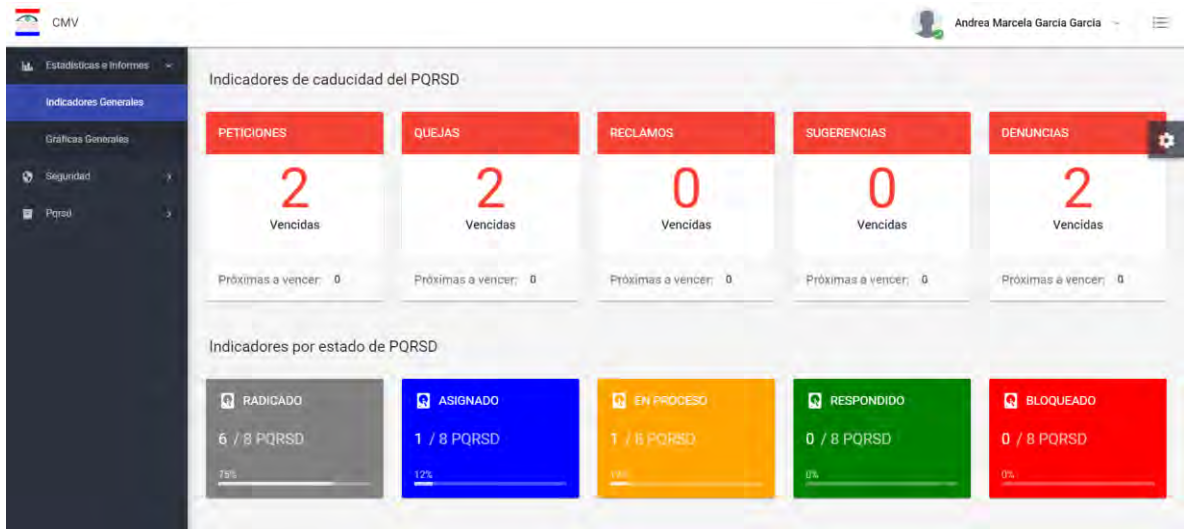 CMV
Andrea Marcela Garcia Garcia
Estadísticas e Informes
Indicadores Generales
Gráficas Generales
Seguridad
Pqrsd
Indicadores de caducidad del PQRSD
PETICIONES
2
Vencidas
Próximas a vencer: 0
QUEJAS
2
Vencidas
Próximas a vencer: 0
RECLAMOS
0
Vencidas
Próximas a vencer: 0
SUGERENCIAS
0
Vencidas
Próximas a vencer: 0
DENUNCIAS
2
Vencidas
Próximas a vencer: 0
Indicadores por estado de PQRSD
RADICADO
6 / 8 PQRSD
75%
ASIGNADO
1 / 8 PQRSD
12%
EN PROCESO
1 / 8 PQRSD
RESPONDIDO
0 / 8 PQRSD
0%
BLOQUEADO
0 / 8 PQRSD
0%